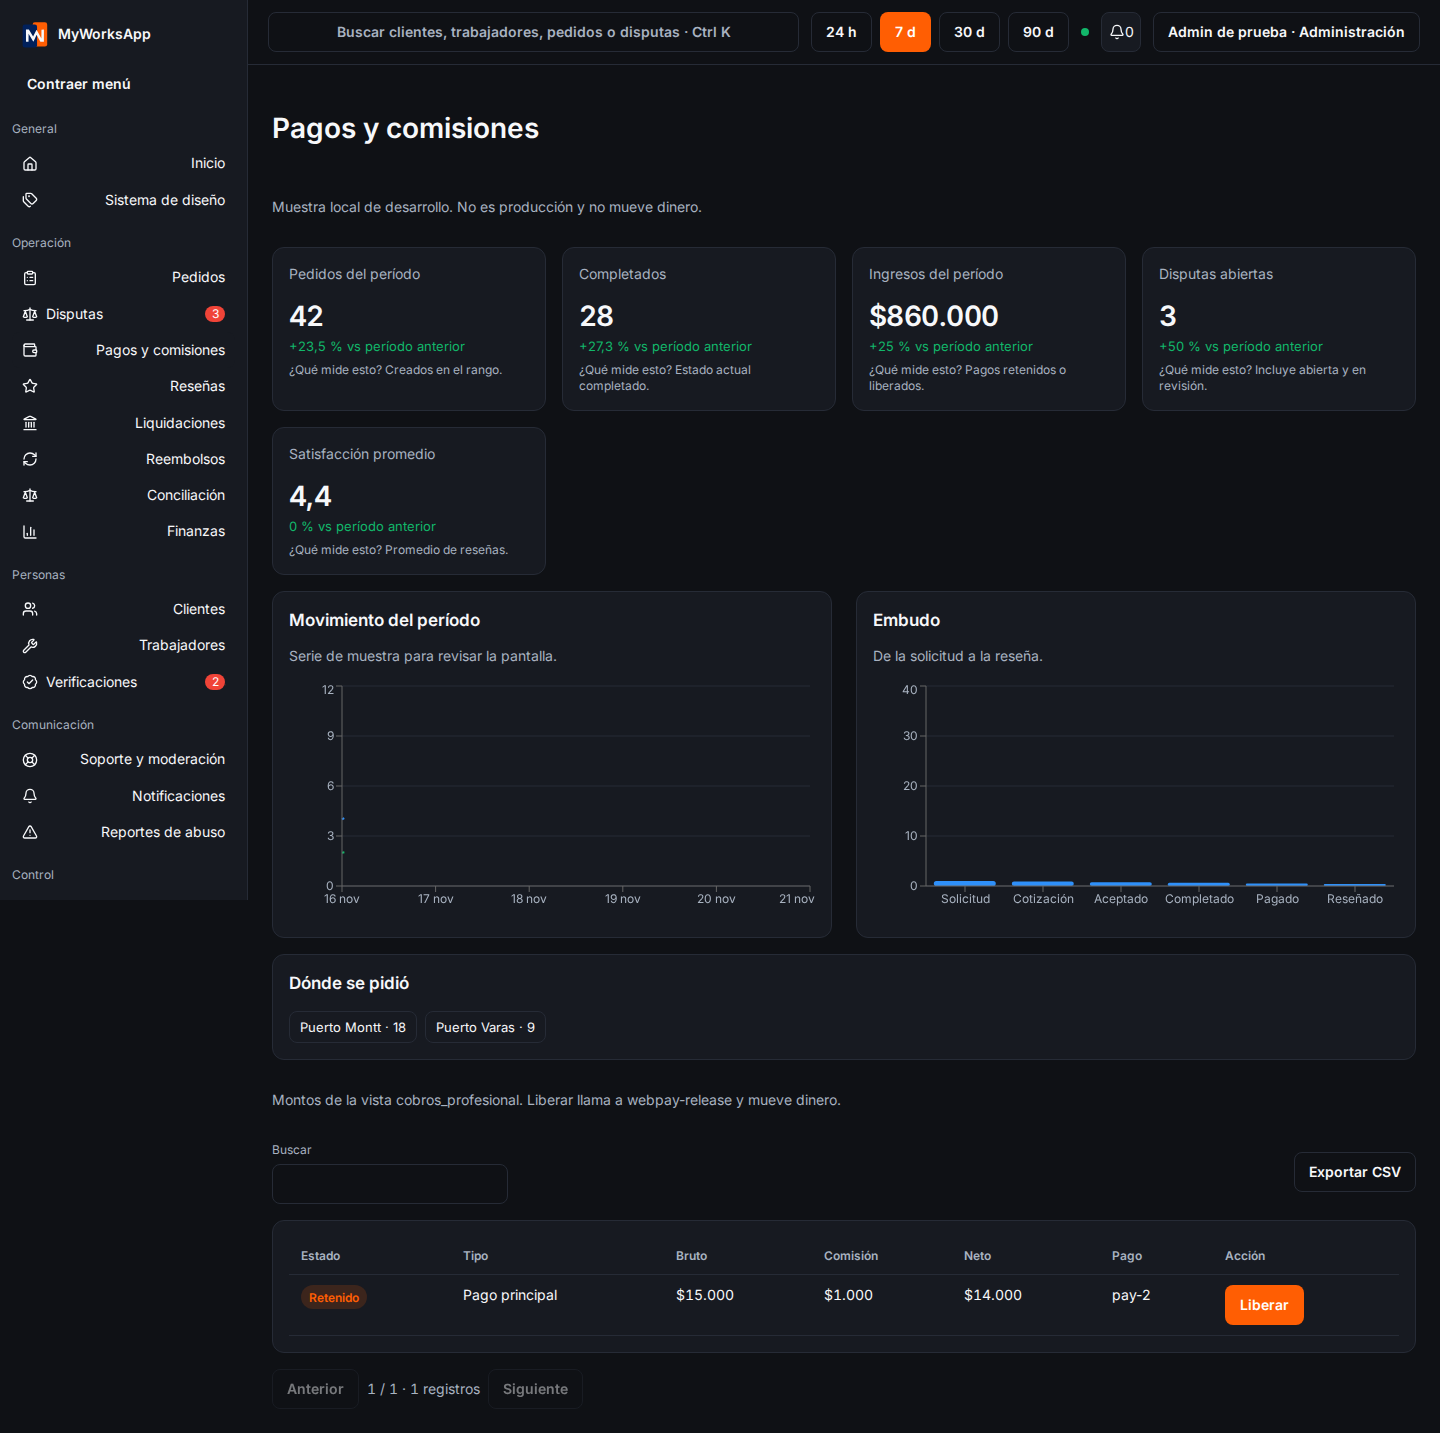 MyWorksApp
Contraer menú
General
Inicio
Sistema de diseño
Operación
Pedidos
Disputas 3
Pagos y comisiones
Reseñas
Liquidaciones
Reembolsos
Conciliación
Finanzas
Personas
Clientes
Trabajadores
Verificaciones 2
Comunicación
Soporte y moderación
Notificaciones
Reportes de abuso
Control
Buscar clientes, trabajadores, pedidos o disputas · Ctrl K
24 h
7 d
30 d
90 d
0
Admin de prueba · Administración
Pagos y comisiones
Muestra local de desarrollo. No es producción y no mueve dinero.
Pedidos del período
42
+23,5 % vs período anterior
¿Qué mide esto? Creados en el rango.
Completados
28
+27,3 % vs período anterior
¿Qué mide esto? Estado actual
completado.
Ingresos del período
$860.000
+25 % vs período anterior
¿Qué mide esto? Pagos retenidos o
liberados.
Disputas abiertas
3
+50 % vs período anterior
¿Qué mide esto? Incluye abierta y en
revisión.
Satisfacción promedio
4,4
0 % vs período anterior
¿Qué mide esto? Promedio de reseñas.
Movimiento del período
Serie de muestra para revisar la pantalla.
12
9
6
3
0
16 nov 17 nov 18 nov 19 nov 20 nov 21 nov
Embudo
De la solicitud a la reseña.
40
30
20
10
0
Solicitud Cotización Aceptado Completado Pagado Reseñado
Dónde se pidió
Puerto Montt · 18
Puerto Varas · 9
Montos de la vista cobros_profesional. Liberar llama a webpay-release y mueve dinero.
Buscar
Exportar CSV
Estado Tipo Bruto Comisión Neto Pago Acción
Retenido Pago principal $15.000 $1.000 $14.000 pay-2 Liberar
Anterior 1 / 1 · 1 registros Siguiente